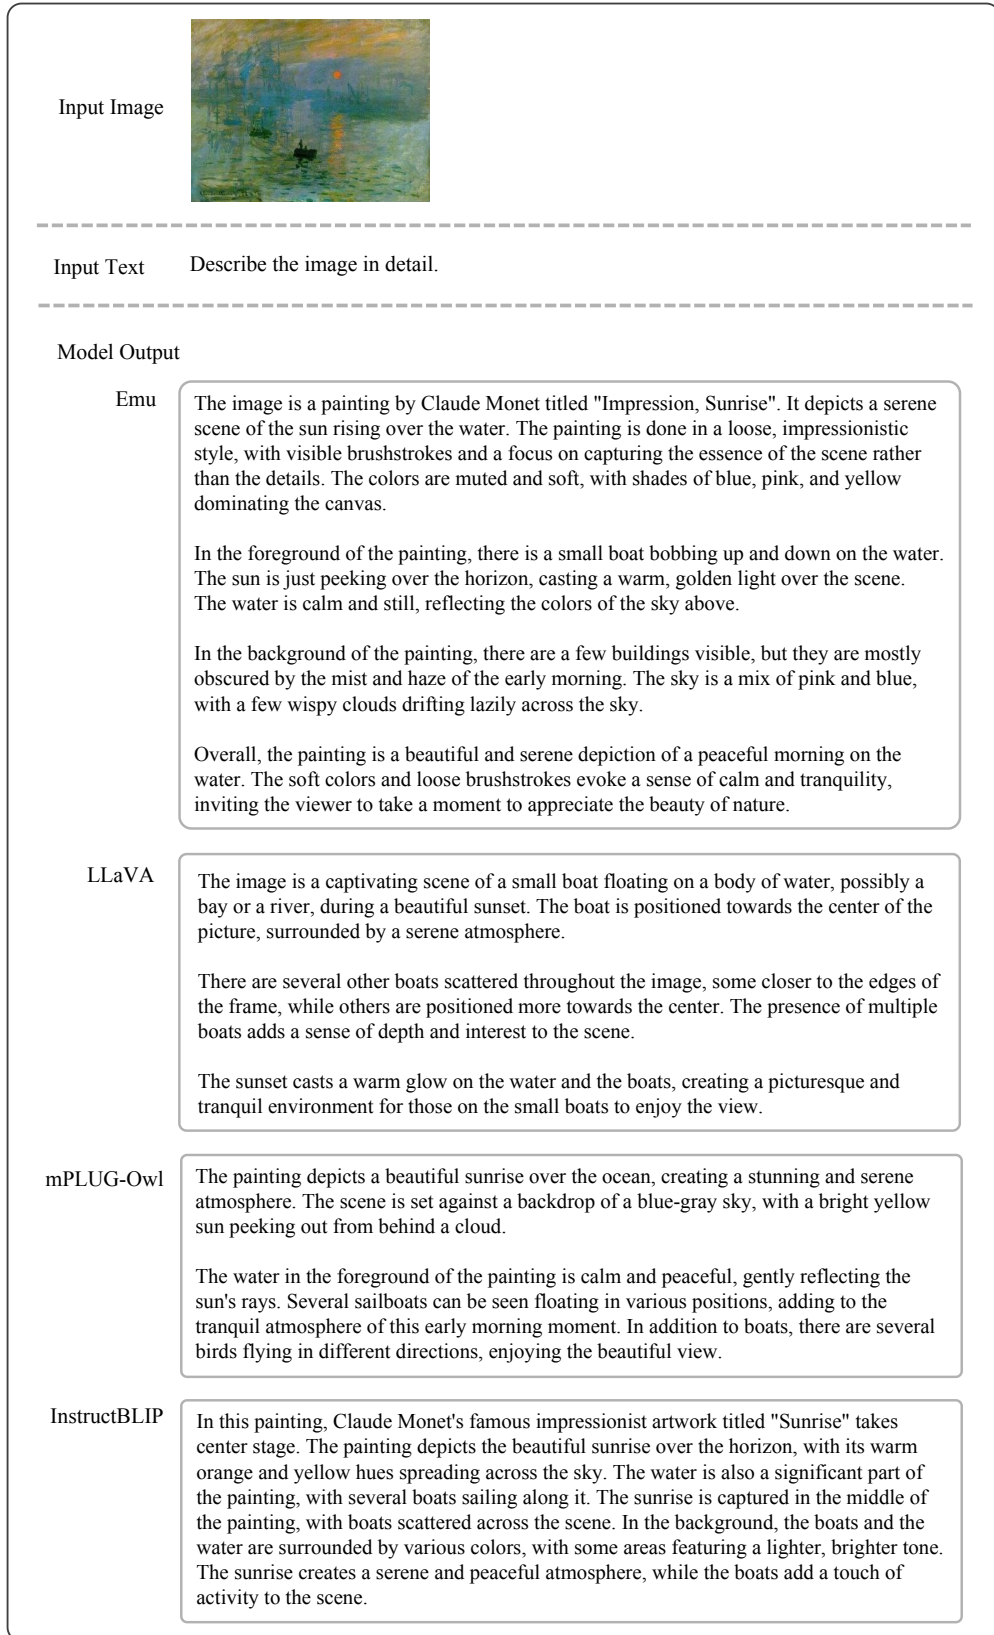 Input Image
Input Text
Describe the image in detail.
Model Output
Emu
The image is a painting by Claude Monet titled "Impression, Sunrise". It depicts a serene
scene of the sun rising over the water. The painting is done in a loose, impressionistic
style, with visible brushstrokes and a focus on capturing the essence of the scene rather
than the details. The colors are muted and soft, with shades of blue, pink, and yellow
dominating the canvas.
In the foreground of the painting, there is a small boat bobbing up and down on the water.
The sun is just peeking over the horizon, casting a warm, golden light over the scene.
The water is calm and still, reflecting the colors of the sky above.
In the background of the painting, there are a few buildings visible, but they are mostly
obscured by the mist and haze of the early morning. The sky is a mix of pink and blue,
with a few wispy clouds drifting lazily across the sky.
Overall, the painting is a beautiful and serene depiction of a peaceful morning on the
water. The soft colors and loose brushstrokes evoke a sense of calm and tranquility,
inviting the viewer to take a moment to appreciate the beauty of nature.
LLaVA
The image is a captivating scene of a small boat floating on a body of water, possibly a
bay or a river, during a beautiful sunset. The boat is positioned towards the center of the
picture, surrounded by a serene atmosphere.
There are several other boats scattered throughout the image, some closer to the edges of
the frame, while others are positioned more towards the center. The presence of multiple
boats adds a sense of depth and interest to the scene.
The sunset casts a warm glow on the water and the boats, creating a picturesque and
tranquil environment for those on the small boats to enjoy the view.
mPLUG-Owl
The painting depicts a beautiful sunrise over the ocean, creating a stunning and serene
atmosphere. The scene is set against a backdrop of a blue-gray sky, with a bright yellow
sun peeking out from behind a cloud.
The water in the foreground of the painting is calm and peaceful, gently reflecting the
sun's rays. Several sailboats can be seen floating in various positions, adding to the
tranquil atmosphere of this early morning moment. In addition to boats, there are several
birds flying in different directions, enjoying the beautiful view.
InstructBLIP
In this painting, Claude Monet's famous impressionist artwork titled "Sunrise" takes
center stage. The painting depicts the beautiful sunrise over the horizon, with its warm
orange and yellow hues spreading across the sky. The water is also a significant part of
the painting, with several boats sailing along it. The sunrise is captured in the middle of
the painting, with boats scattered across the scene. In the background, the boats and the
water are surrounded by various colors, with some areas featuring a lighter, brighter tone.
The sunrise creates a serene and peaceful atmosphere, while the boats add a touch of
activity to the scene.